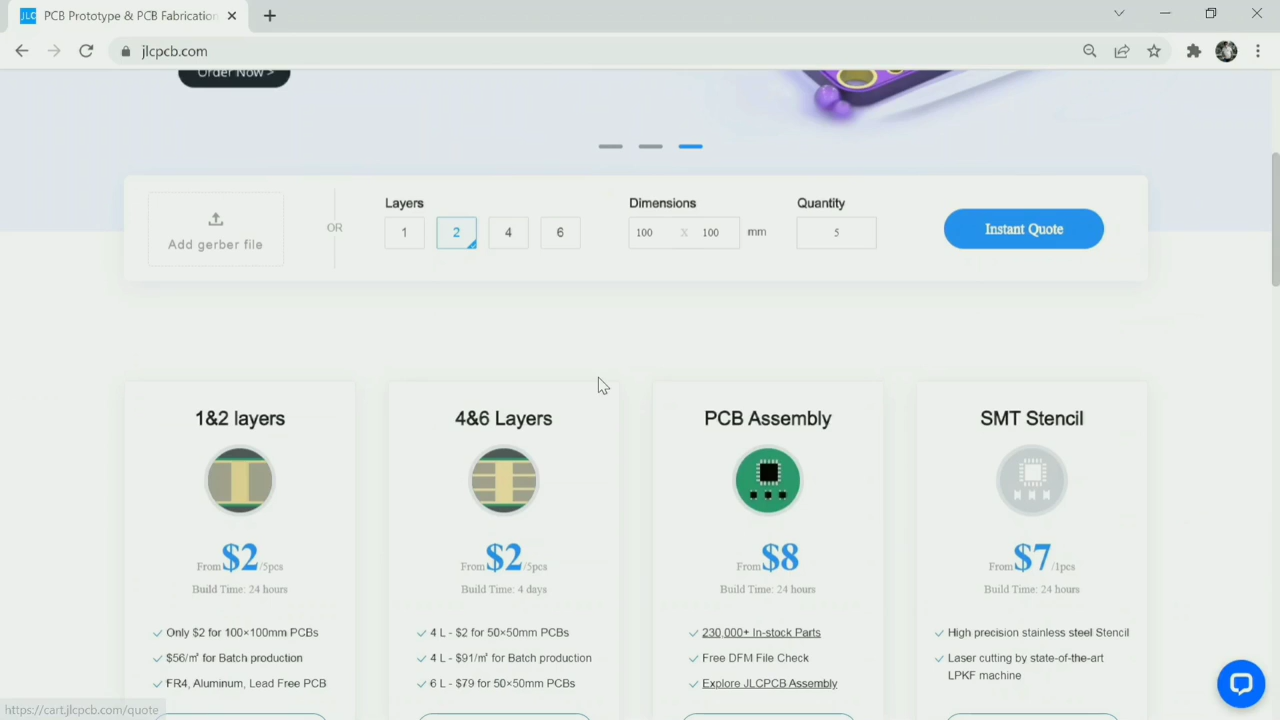 JLC PCB Prototype & PCB Fabrication
jlcpcb.com
Order Now >
Add gerber file
OR
Layers
1
2
4
6
Dimensions
100 x 100 mm
Quantity
5
Instant Quote
1&2 layers
From $2 /5pcs
Build Time: 24 hours
Only $2 for 100×100mm PCBs
$56/㎡ for Batch production
FR4, Aluminum, Lead Free PCB
4&6 Layers
From $2 /5pcs
Build Time: 4 days
4 L - $2 for 50×50mm PCBs
4 L - $91/㎡ for Batch production
6 L - $79 for 50×50mm PCBs
PCB Assembly
From $8
Build Time: 24 hours
230,000+ In-stock Parts
Free DFM File Check
Explore JLCPCB Assembly
SMT Stencil
From $7 /1pcs
Build Time: 24 hours
High precision stainless steel Stencil
Laser cutting by state-of-the-art
LPKF machine
https://cart.jlcpcb.com/quote